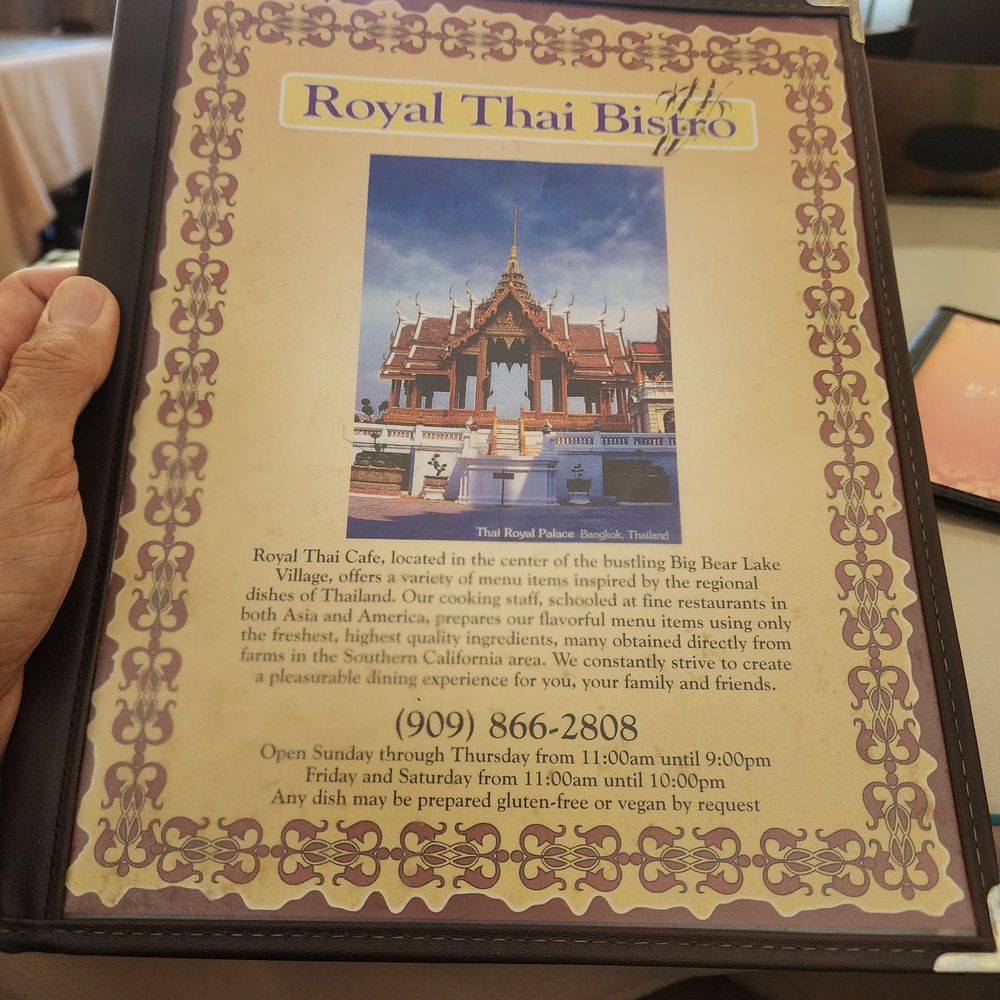 Royal Thai Bistro
Thai Royal Palace Bangkok, Thailand
Royal Thai Cafe, located in the center of the bustling Big Bear Lake
Village, offers a variety of menu items inspired by the regional
dishes of Thailand. Our cooking staff, schooled at fine restaurants in
both Asia and America, prepares our flavorful menu items using only
the freshest, highest quality ingredients, many obtained directly from
farms in the Southern California area. We constantly strive to create
a pleasurable dining experience for you, your family and friends.
(909) 866-2808
Open Sunday through Thursday from 11:00am until 9:00pm
Friday and Saturday from 11:00am until 10:00pm
Any dish may be prepared gluten-free or vegan by request